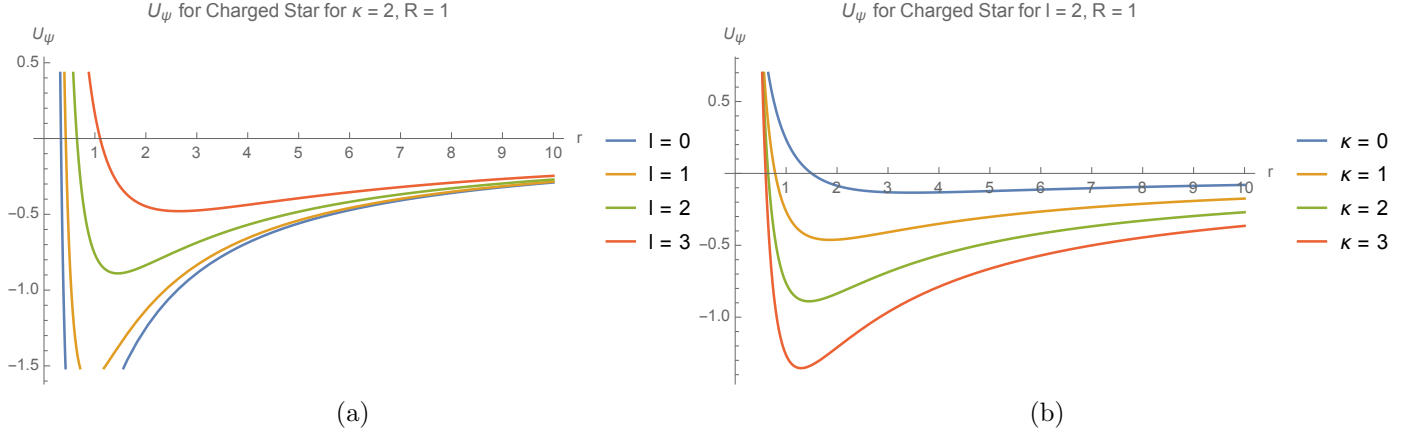 U_ψ for Charged Star for κ = 2, R = 1
U_ψ
0.5
1 2 3 4 5 6 7 8 9 10 r
−0.5
−1.0
−1.5
l = 0
l = 1
l = 2
l = 3
(a)
U_ψ for Charged Star for l = 2, R = 1
U_ψ
0.5
1 2 3 4 5 6 7 8 9 10 r
−0.5
−1.0
κ = 0
κ = 1
κ = 2
κ = 3
(b)